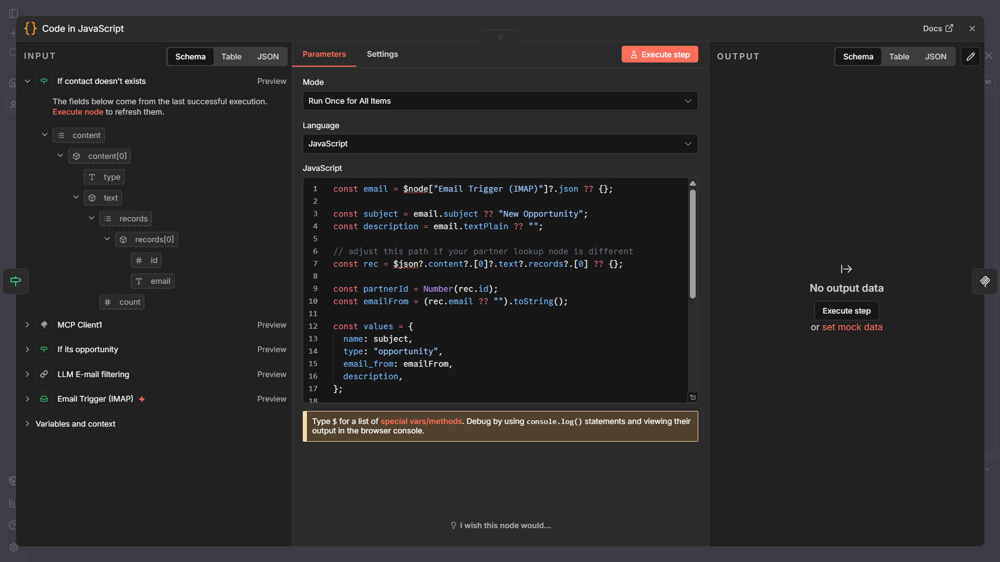 Code in JavaScript
Docs
INPUT
Schema
Table
JSON
If contact doesn't exists
Preview
The fields below come from the last successful execution.
Execute node to refresh them.
content
content[0]
type
text
records
records[0]
id
email
count
MCP Client1
Preview
If its opportunity
Preview
LLM E-mail filtering
Preview
Email Trigger (IMAP)
Preview
Variables and context
Parameters
Settings
Execute step
Mode
Run Once for All Items
Language
JavaScript
JavaScript
1 const email = $node["Email Trigger (IMAP)"]?.json ?? {};
2
3 const subject = email.subject ?? "New Opportunity";
4 const description = email.textPlain ?? "";
5
6 // adjust this path if your partner lookup node is different
7 const rec = $json?.content?.[0]?.text?.records?.[0] ?? {};
8
9 const partnerId = Number(rec.id);
10 const emailFrom = (rec.email ?? "").toString();
11
12 const values = {
13 name: subject,
14 type: "opportunity",
15 email_from: emailFrom,
16 description,
17 };
18
Type $ for a list of special vars/methods. Debug by using console.log() statements and viewing their
output in the browser console.
I wish this node would...
OUTPUT
Schema
Table
JSON
No output data
Execute step
or set mock data
on